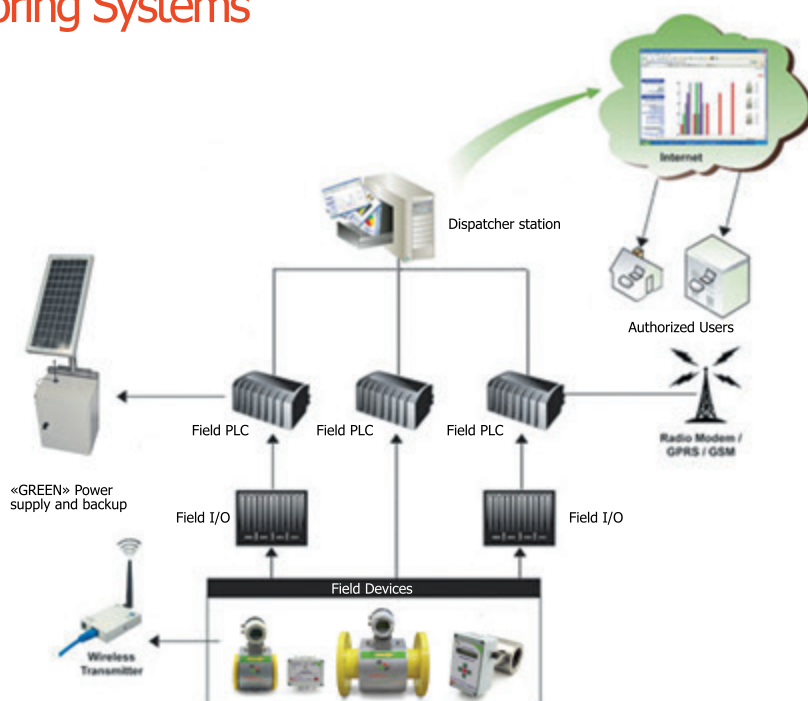 oring Systems
Internet
Dispatcher station
Authorized Users
Field PLC
Field PLC
Field PLC
Radio Modem /
GPRS / GSM
«GREEN» Power
supply and backup
Field I/O
Field I/O
Field Devices
Wireless
Transmitter